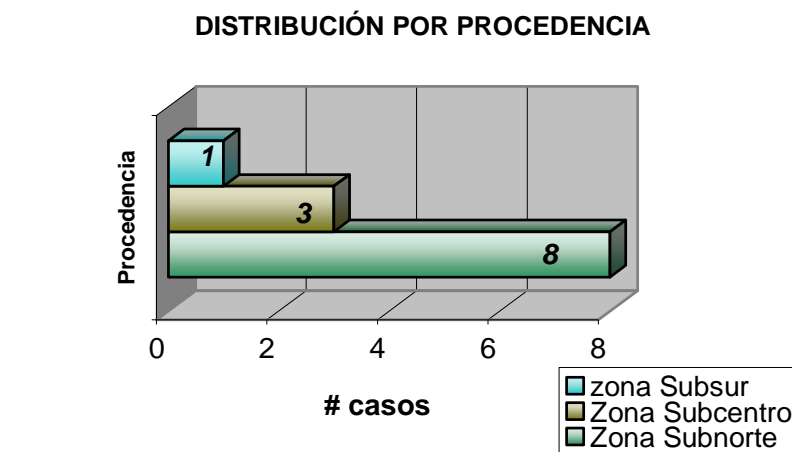 DISTRIBUCIÓN POR PROCEDENCIA
Procedencia
1
3
8
0 2 4 6 8
# casos
zona Subsur
Zona Subcentro
Zona Subnorte